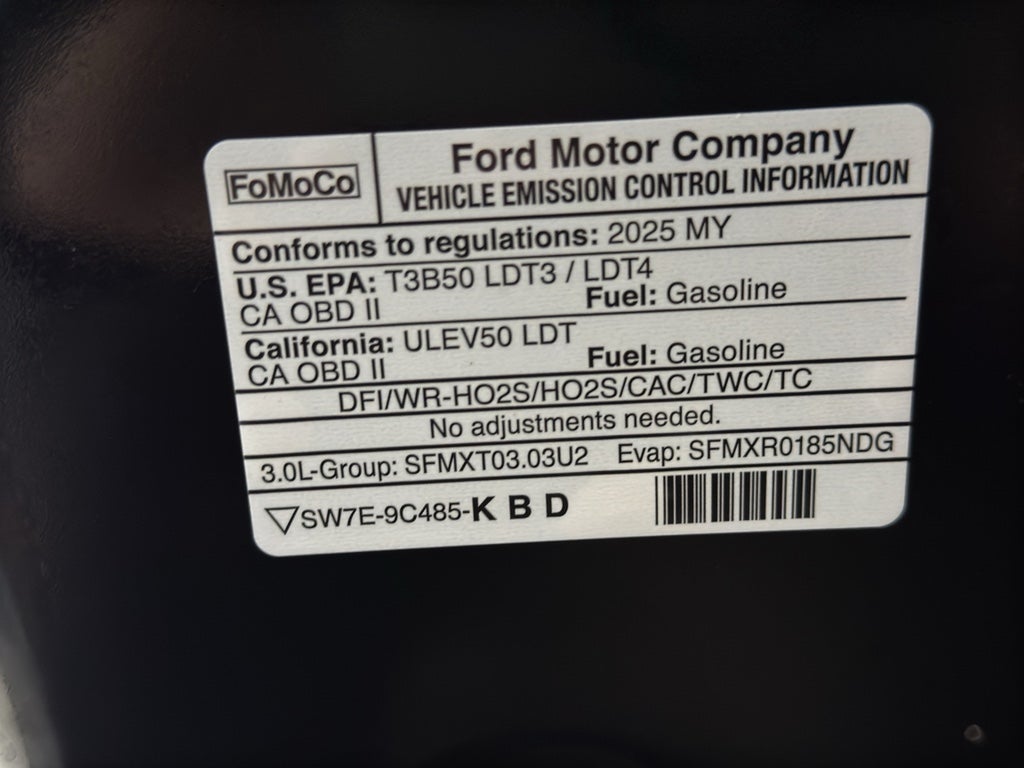 FoMoCo
Ford Motor Company
VEHICLE EMISSION CONTROL INFORMATION
Conforms to regulations: 2025 MY
U.S. EPA: T3B50 LDT3 / LDT4
CA OBD II Fuel: Gasoline
California: ULEV50 LDT
CA OBD II Fuel: Gasoline
DFI/WR-HO2S/HO2S/CAC/TWC/TC
No adjustments needed.
3.0L-Group: SFMXT03.03U2 Evap: SFMXR0185NDG
SW7E-9C485-K B D